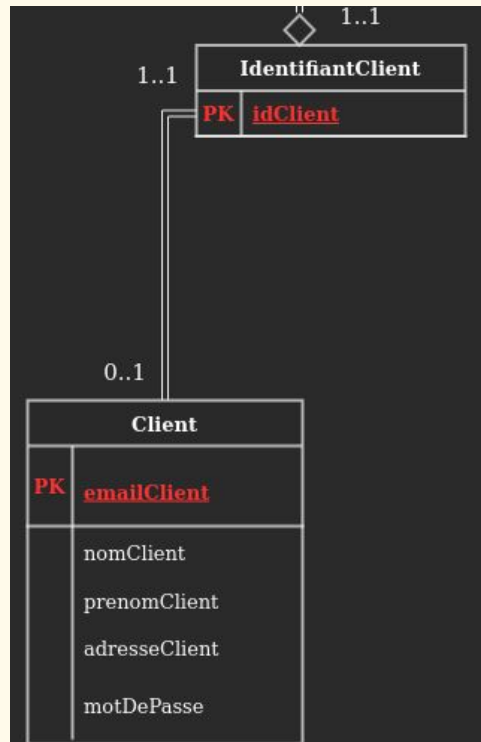 1..1
IdentifiantClient
1..1
PK idClient
0..1
Client
PK emailClient
nomClient
prenomClient
adresseClient
motDePasse